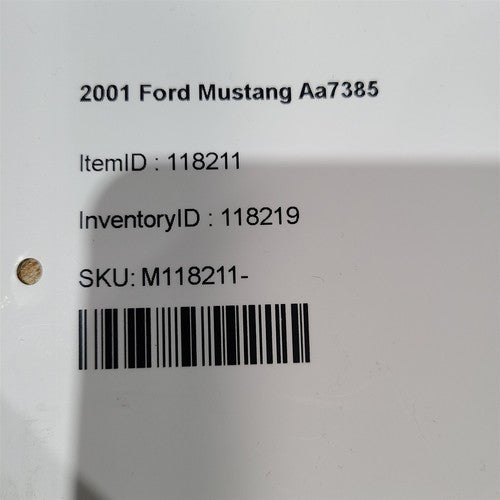 2001 Ford Mustang Aa7385
ItemID : 118211
InventoryID : 118219
SKU: M118211-